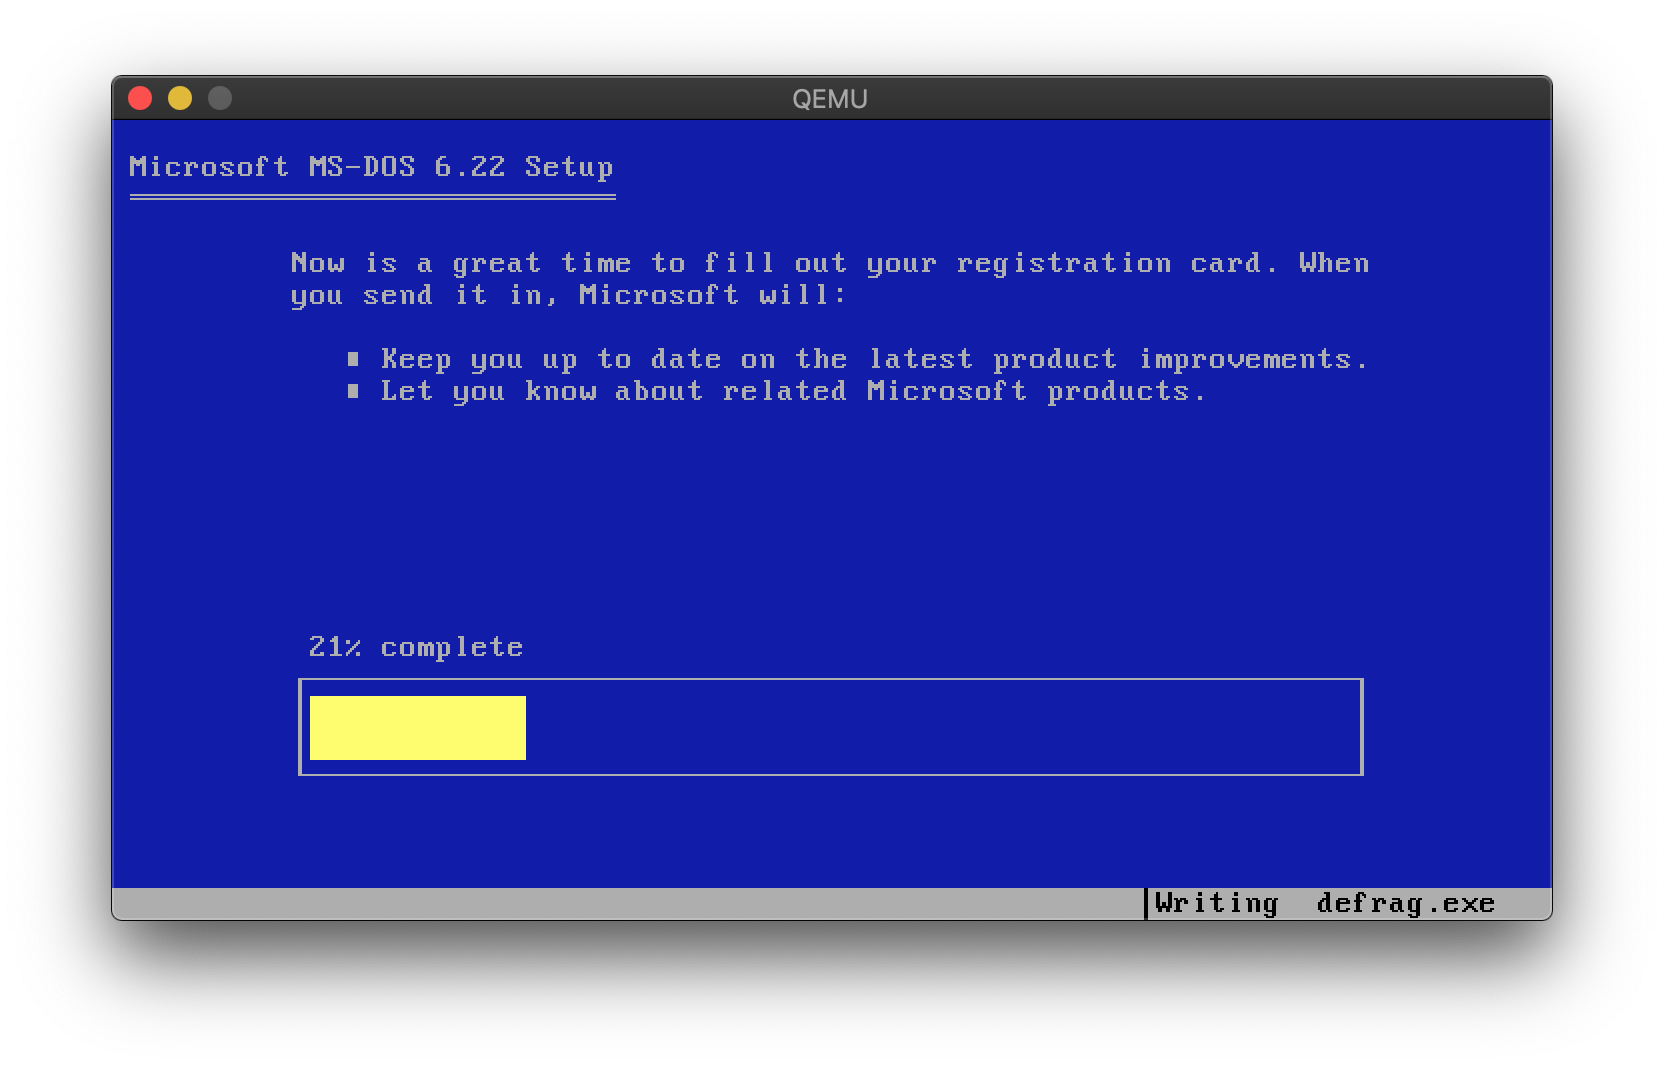 QEMU
Microsoft MS-DOS 6.22 Setup
Now is a great time to fill out your registration card. When
you send it in, Microsoft will:
■ Keep you up to date on the latest product improvements.
■ Let you know about related Microsoft products.
21% complete
Writing defrag.exe